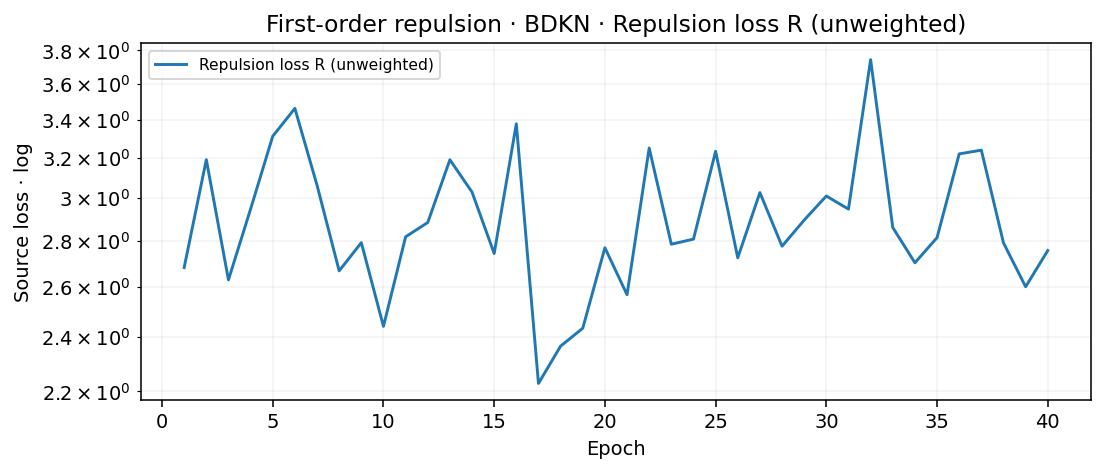 First-order repulsion · BDKN · Repulsion loss R (unweighted)
Repulsion loss R (unweighted)
Source loss · log
3.8 × 10⁰
3.6 × 10⁰
3.4 × 10⁰
3.2 × 10⁰
3 × 10⁰
2.8 × 10⁰
2.6 × 10⁰
2.4 × 10⁰
2.2 × 10⁰
0 5 10 15 20 25 30 35 40
Epoch